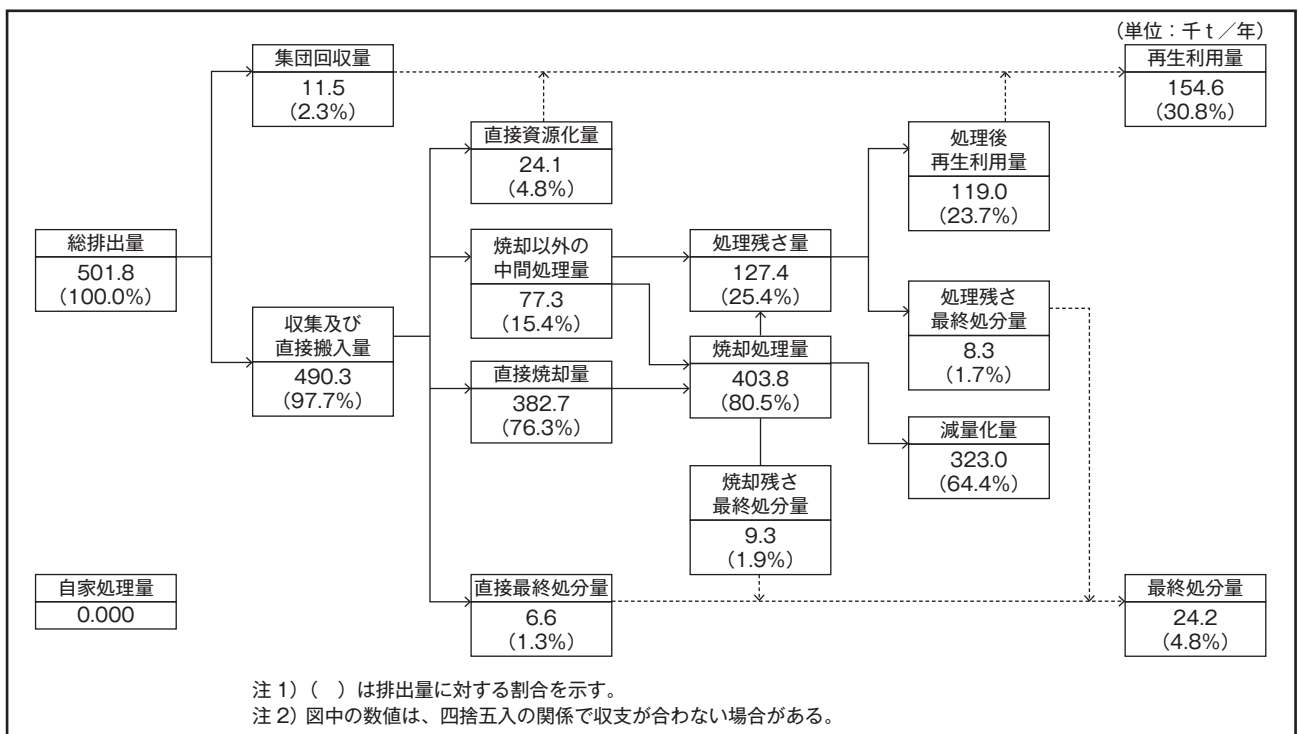 (単位：千ｔ／年)
集団回収量
11.5
(2.3%)
再生利用量
154.6
(30.8%)
直接資源化量
24.1
(4.8%)
処理後
再生利用量
119.0
(23.7%)
総排出量
501.8
(100.0%)
焼却以外の
中間処理量
77.3
(15.4%)
処理残さ量
127.4
(25.4%)
収集及び
直接搬入量
490.3
(97.7%)
処理残さ
最終処分量
8.3
(1.7%)
直接焼却量
382.7
(76.3%)
焼却処理量
403.8
(80.5%)
減量化量
323.0
(64.4%)
焼却残さ
最終処分量
9.3
(1.9%)
自家処理量
0.000
直接最終処分量
6.6
(1.3%)
最終処分量
24.2
(4.8%)
注 1)（　）は排出量に対する割合を示す。
注 2) 図中の数値は、四捨五入の関係で収支が合わない場合がある。